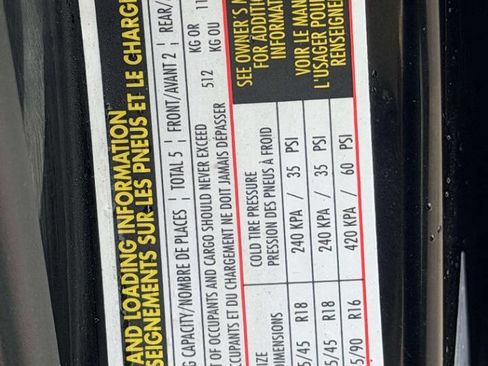 AND LOADING INFORMATION
SEIGNEMENTS SUR LES PNEUS ET LE CHARGE
G CAPACITY/NOMBRE DE PLACES | TOTAL 5 | FRONT/AVANT 2 | REAR/
T OF OCCUPANTS AND CARGO SHOULD NEVER EXCEED 512 KG OR 11
CCUPANTS ET DU CHARGEMENT NE DOIT JAMAIS DÉPASSER KG OU
IZE
IMENSIONS
COLD TIRE PRESSURE
PRESSION DES PNEUS À FROID
5/45 R18 240 KPA / 35 PSI
5/45 R18 240 KPA / 35 PSI
5/90 R16 420 KPA / 60 PSI
SEE OWNER'S M
FOR ADDITIO
INFORMAT
VOIR LE MAN
L'USAGER POU
RENSEIGNE